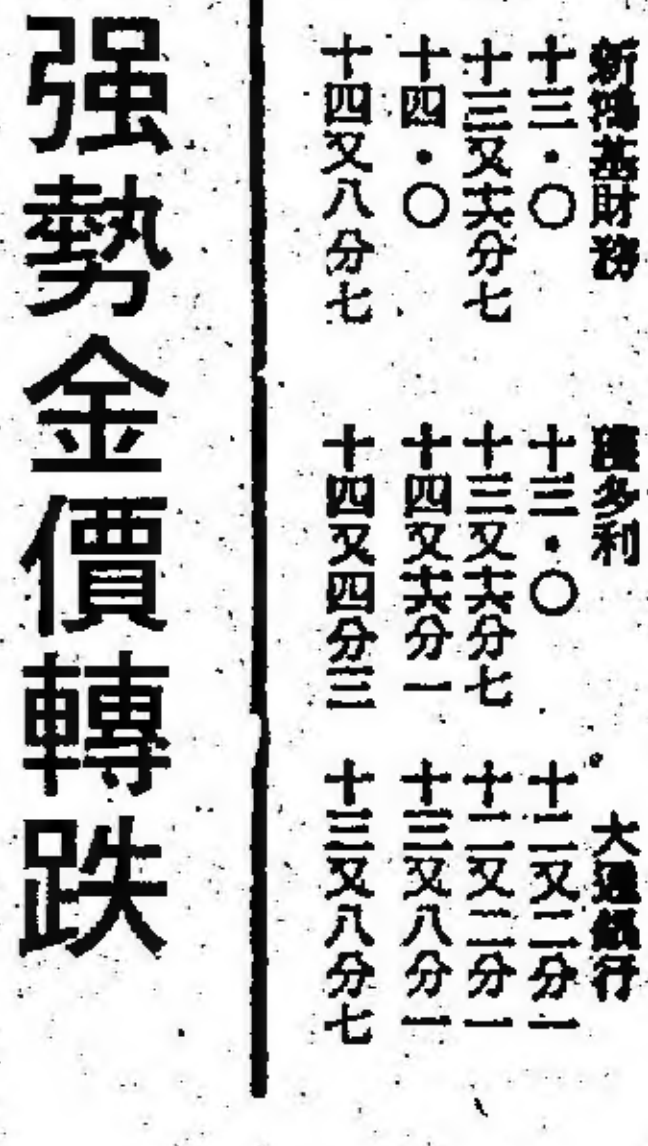 新鴻基財務 獲多利 大通銀行
十三・〇 十三・〇 十二又二分一
十三又十六分七 十三又十六分七 十二又二分一
十四・〇 十四又十六分一 十三又八分一
十四又八分七 十四又四分三 十三又八分七
强勢金價轉跌